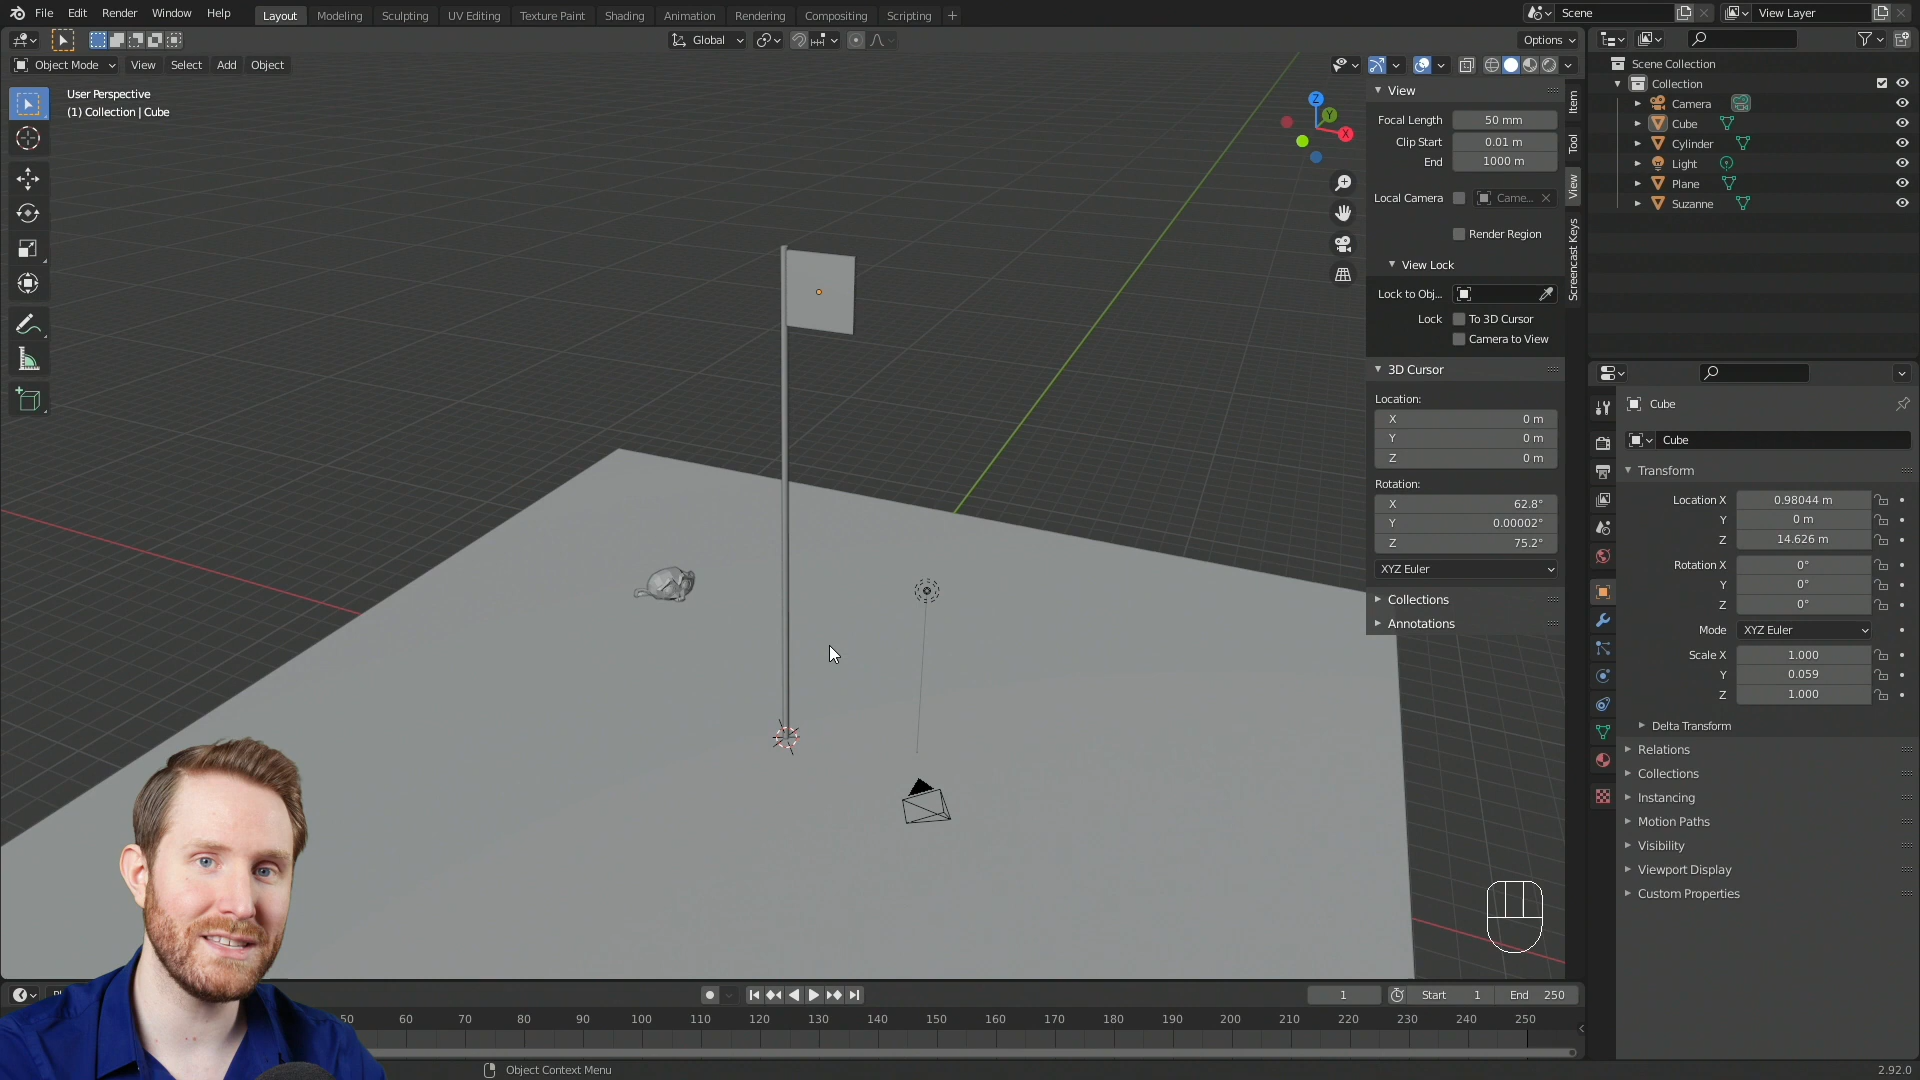 File Edit Render Window Help Layout Modeling Sculpting UV Editing Texture Paint Shading Animation Rendering Compositing Scripting + Scene View Layer
Global Options
Object Mode View Select Add Object
User Perspective
(1) Collection | Cube
Z Y X
View
Focal Length 50 mm
Clip Start 0.01 m
End 1000 m
Local Camera Came...
Render Region
View Lock
Lock to Obj...
Lock To 3D Cursor
Camera to View
3D Cursor
Location:
X 0 m
Y 0 m
Z 0 m
Rotation:
X 62.8°
Y 0.00002°
Z 75.2°
XYZ Euler
Collections
Annotations
Item
Tool
View
Screencast Keys
Scene Collection
Collection
Camera
Cube
Cylinder
Light
Plane
Suzanne
Cube
Cube
Transform
Location X 0.98044 m
Y 0 m
Z 14.626 m
Rotation X 0°
Y 0°
Z 0°
Mode XYZ Euler
Scale X 1.000
Y 0.059
Z 1.000
Delta Transform
Relations
Collections
Instancing
Motion Paths
Visibility
Viewport Display
Custom Properties
1 Start 1 End 250
50 60 70 80 90 100 110 120 130 140 150 160 170 180 190 200 210 220 230 240 250
Object Context Menu 2.92.0